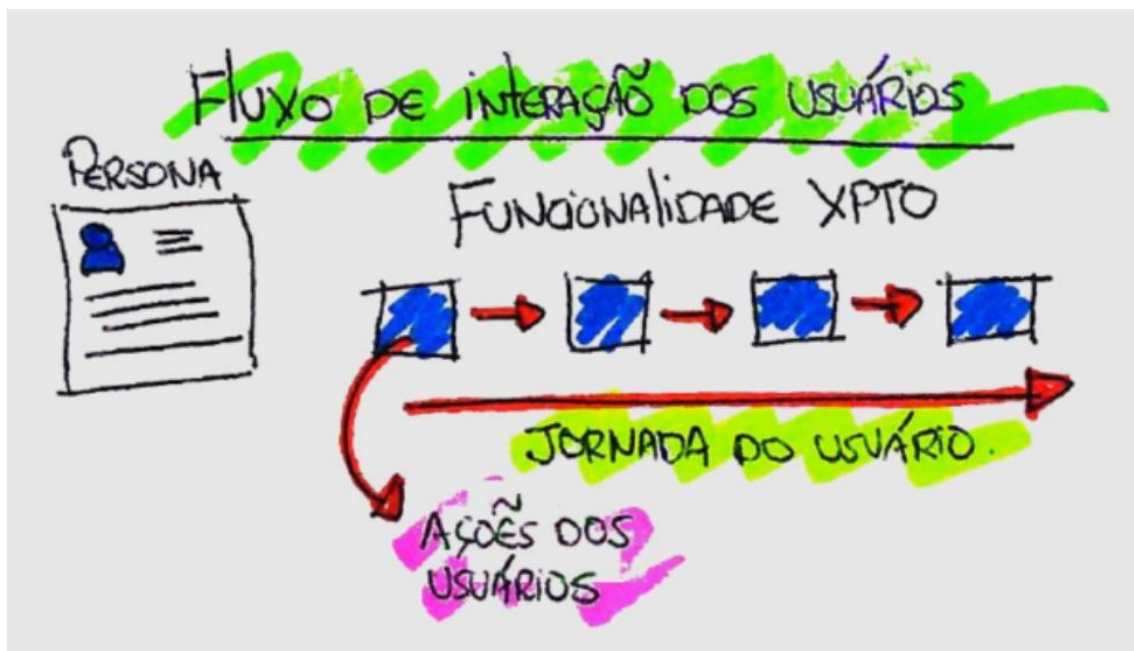 FLUXO DE INTERAÇÃO DOS USUÁRIOS
PERSONA
FUNCIONALIDADE XPTO
JORNADA DO USUÁRIO.
AÇÕES DOS
USUÁRIOS